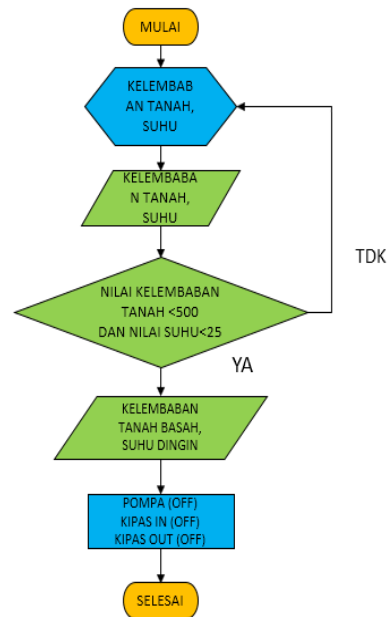 MULAI
KELEMBAB
AN TANAH,
SUHU
KELEMBABA
N TANAH,
SUHU
TDK
NILAI KELEMBABAN
TANAH <500
DAN NILAI SUHU<25
YA
KELEMBABAN
TANAH BASAH,
SUHU DINGIN
POMPA (OFF)
KIPAS IN (OFF)
KIPAS OUT (OFF)
SELESAI